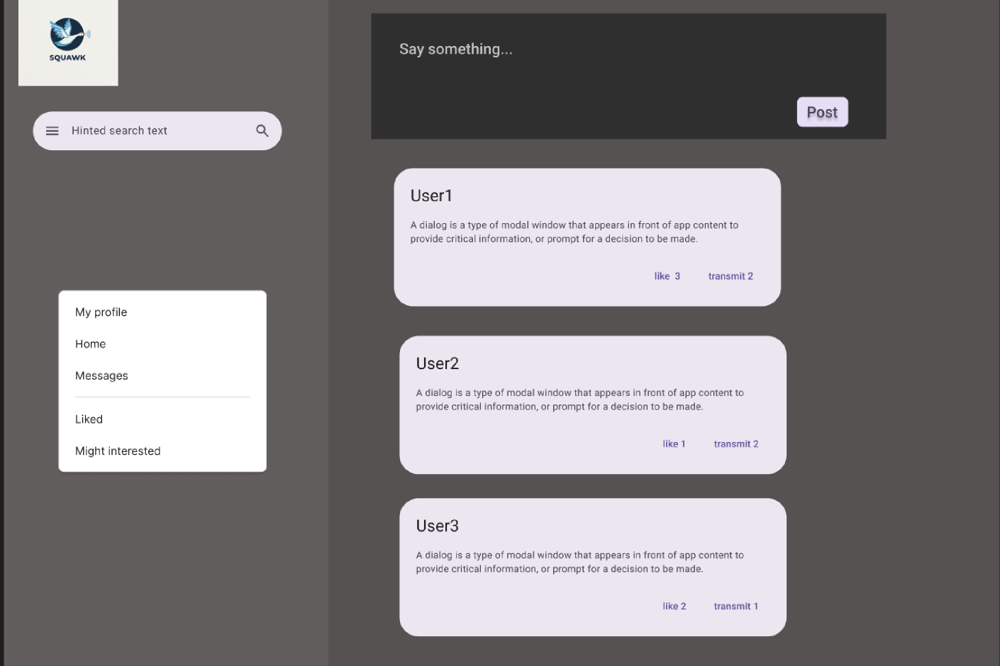 SQUAWK
Hinted search text
My profile
Home
Messages
Liked
Might interested
Say something...
Post
User1
A dialog is a type of modal window that appears in front of app content to
provide critical information, or prompt for a decision to be made.
like  3 transmit 2
User2
A dialog is a type of modal window that appears in front of app content to
provide critical information, or prompt for a decision to be made.
like 1 transmit 2
User3
A dialog is a type of modal window that appears in front of app content to
provide critical information, or prompt for a decision to be made.
like 2 transmit 1